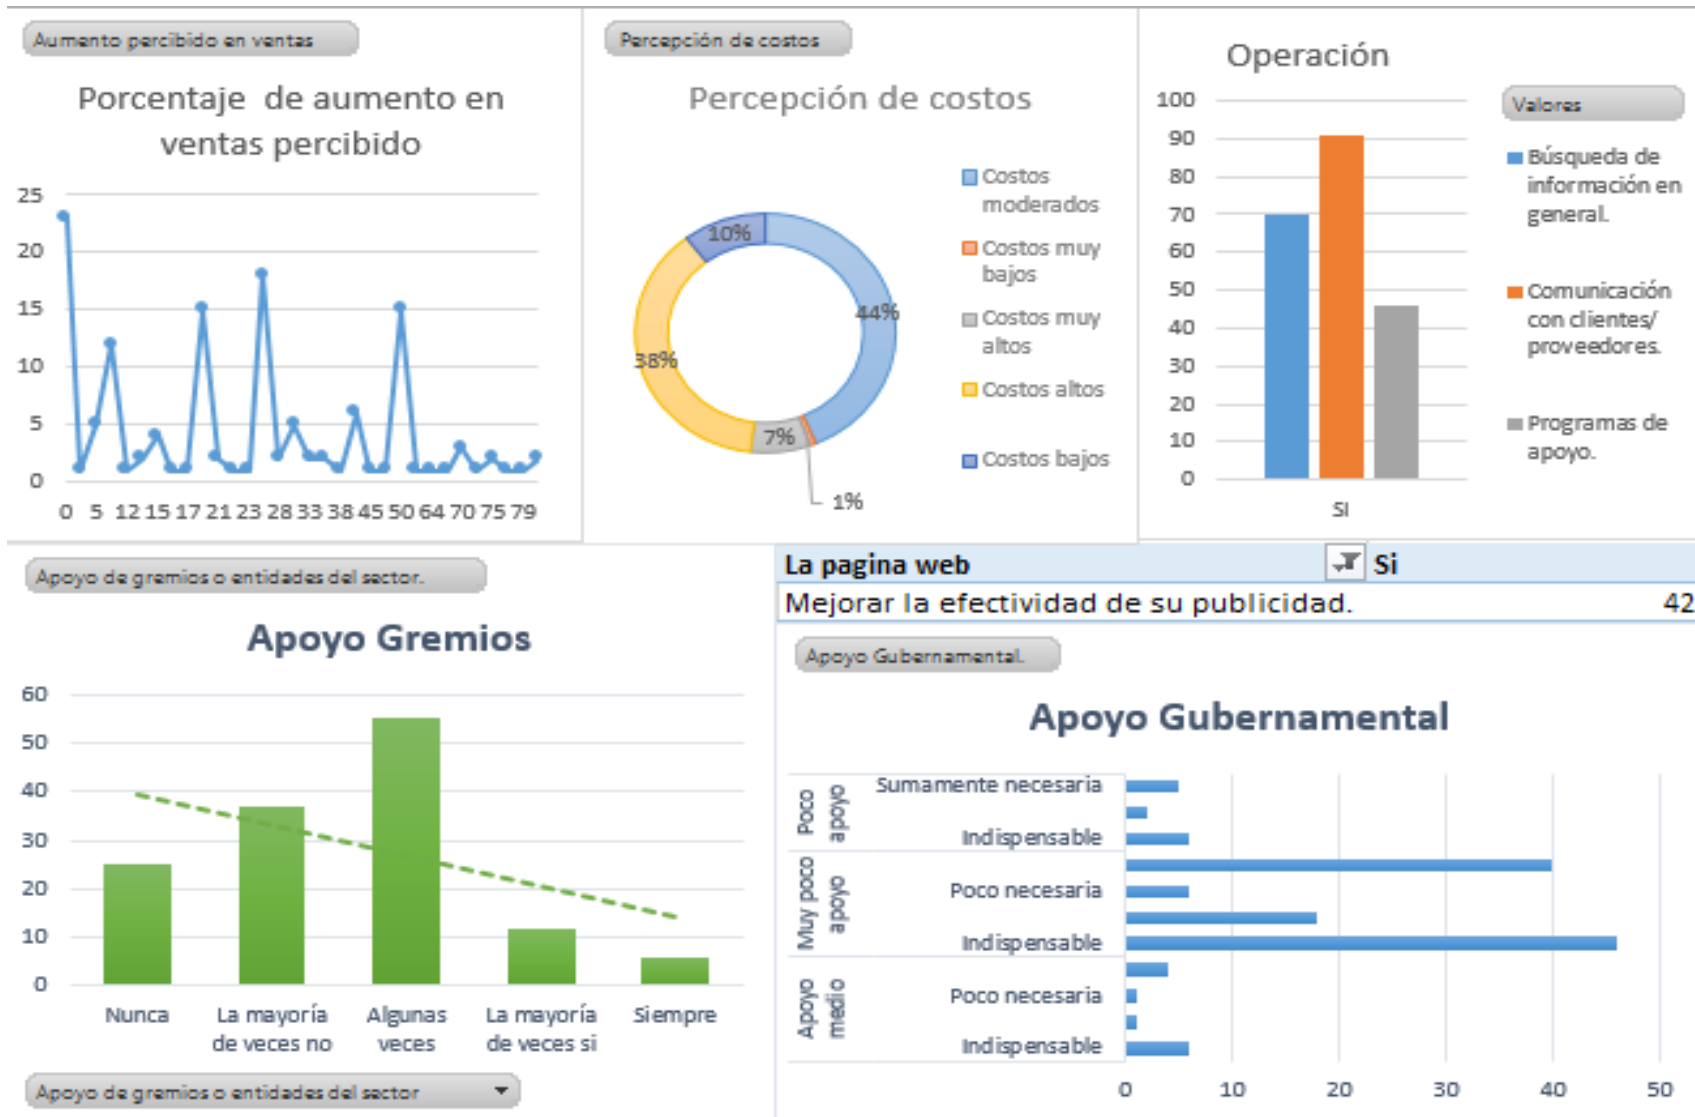 Aumento percibido en ventas
Porcentaje de aumento en
ventas percibido
25
20
15
10
5
0
0 5 12 15 17 21 23 28 33 38 45 50 64 70 75 79
Percepción de costos
Percepción de costos
Costos
moderados
Costos muy
bajos
Costos muy
altos
Costos altos
Costos bajos
10%
44%
38%
7%
1%
Operación
100
90
80
70
60
50
40
30
20
10
0
SI
Valores
Búsqueda de
información en
general.
Comunicación
con clientes/
proveedores.
Programas de
apoyo.
Apoyo de gremios o entidades del sector.
Apoyo Gremios
60
50
40
30
20
10
0
Nunca
La mayoría
de veces no
Algunas
veces
La mayoría
de veces si
Siempre
Apoyo de gremios o entidades del sector
La pagina web Si
Mejorar la efectividad de su publicidad. 42
Apoyo Gubernamental.
Apoyo Gubernamental
Poco
apoyo
Sumamente necesaria
Indispensable
Muy poco
apoyo
Poco necesaria
Indispensable
Apoyo
medio
Poco necesaria
Indispensable
0 10 20 30 40 50